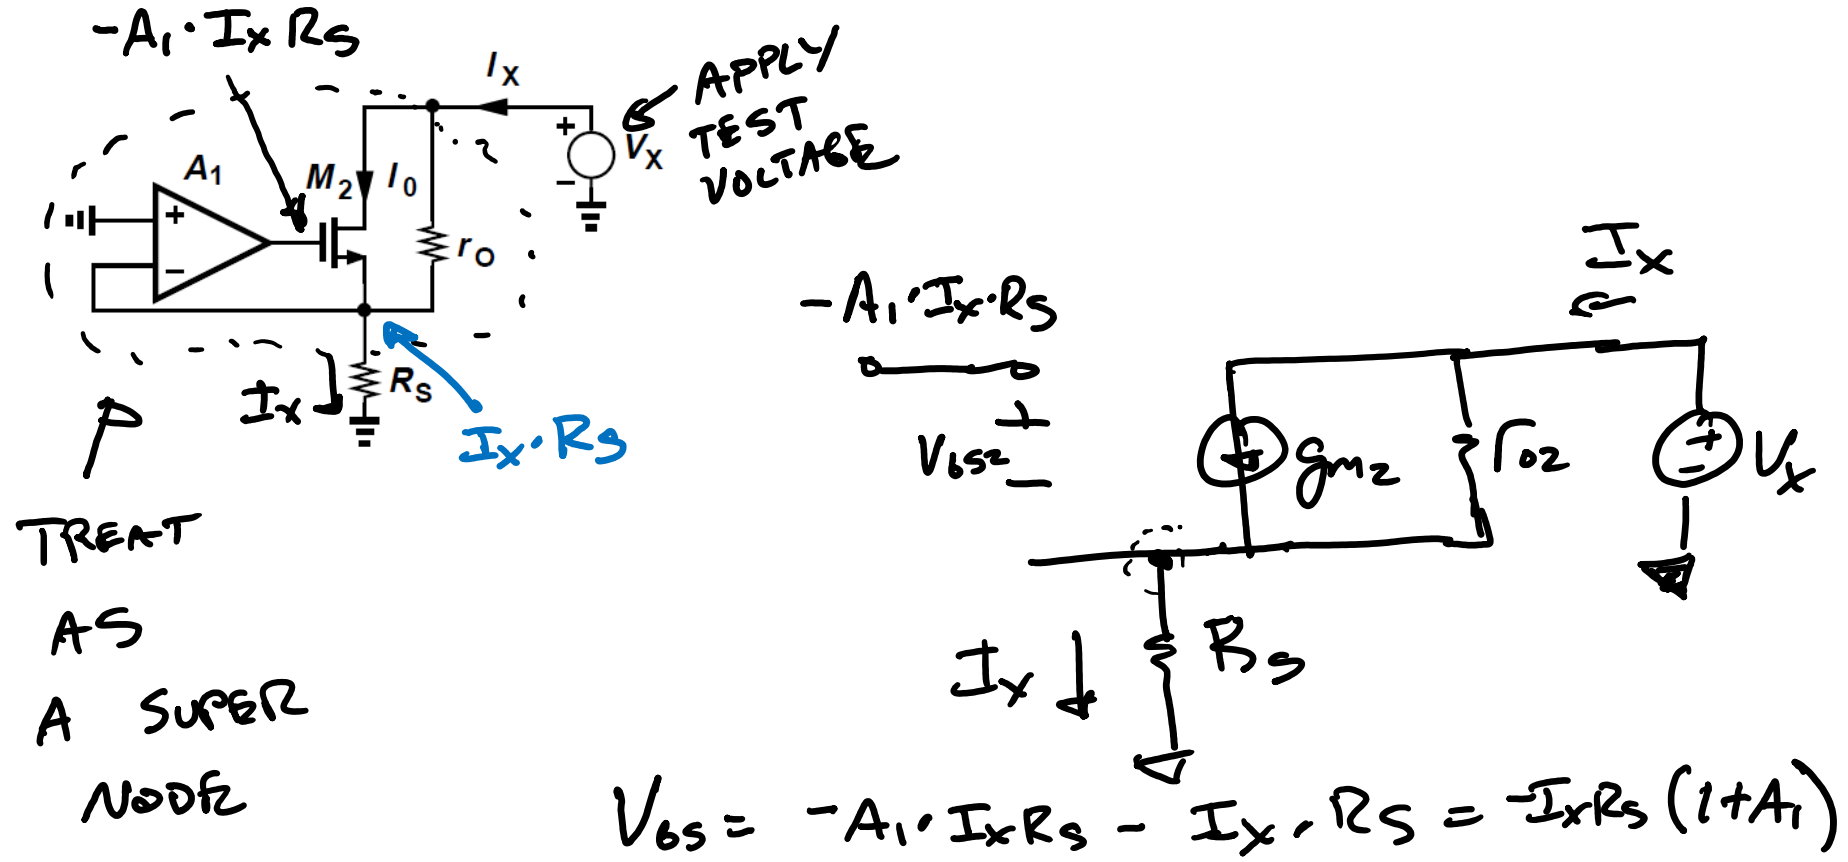 -A₁·IₓRs
Iₓ
APPLY
TEST
VOLTAGE
+
Vₓ
−
A₁
M₂
I₀
+
−
rO
Iₓ
RS
Iₓ·Rs
TREAT
AS
A SUPER
NODE
Iₓ
-A₁·Iₓ·Rs
+
VGS2
−
gm2
ro2
+
−
Vₓ
Iₓ
Rs
VGS = -A₁·IₓRs - Iₓ·Rs = -IₓRs(1+A₁)